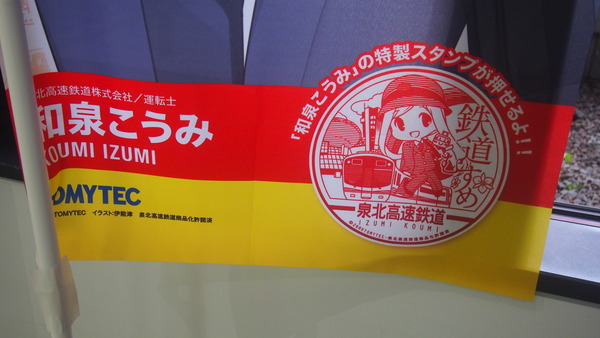 北高速鉄道株式会社/運転士
和泉こうみ
KOUMI IZUMI
TOMYTEC
TOMYTEC イラスト:伊能津 泉北高速鉄道商品化許諾済
「和泉こうみ」の特製スタンプが押せるよ!!
鉄道むすめ
泉北高速鉄道
IZUMI KOUMI